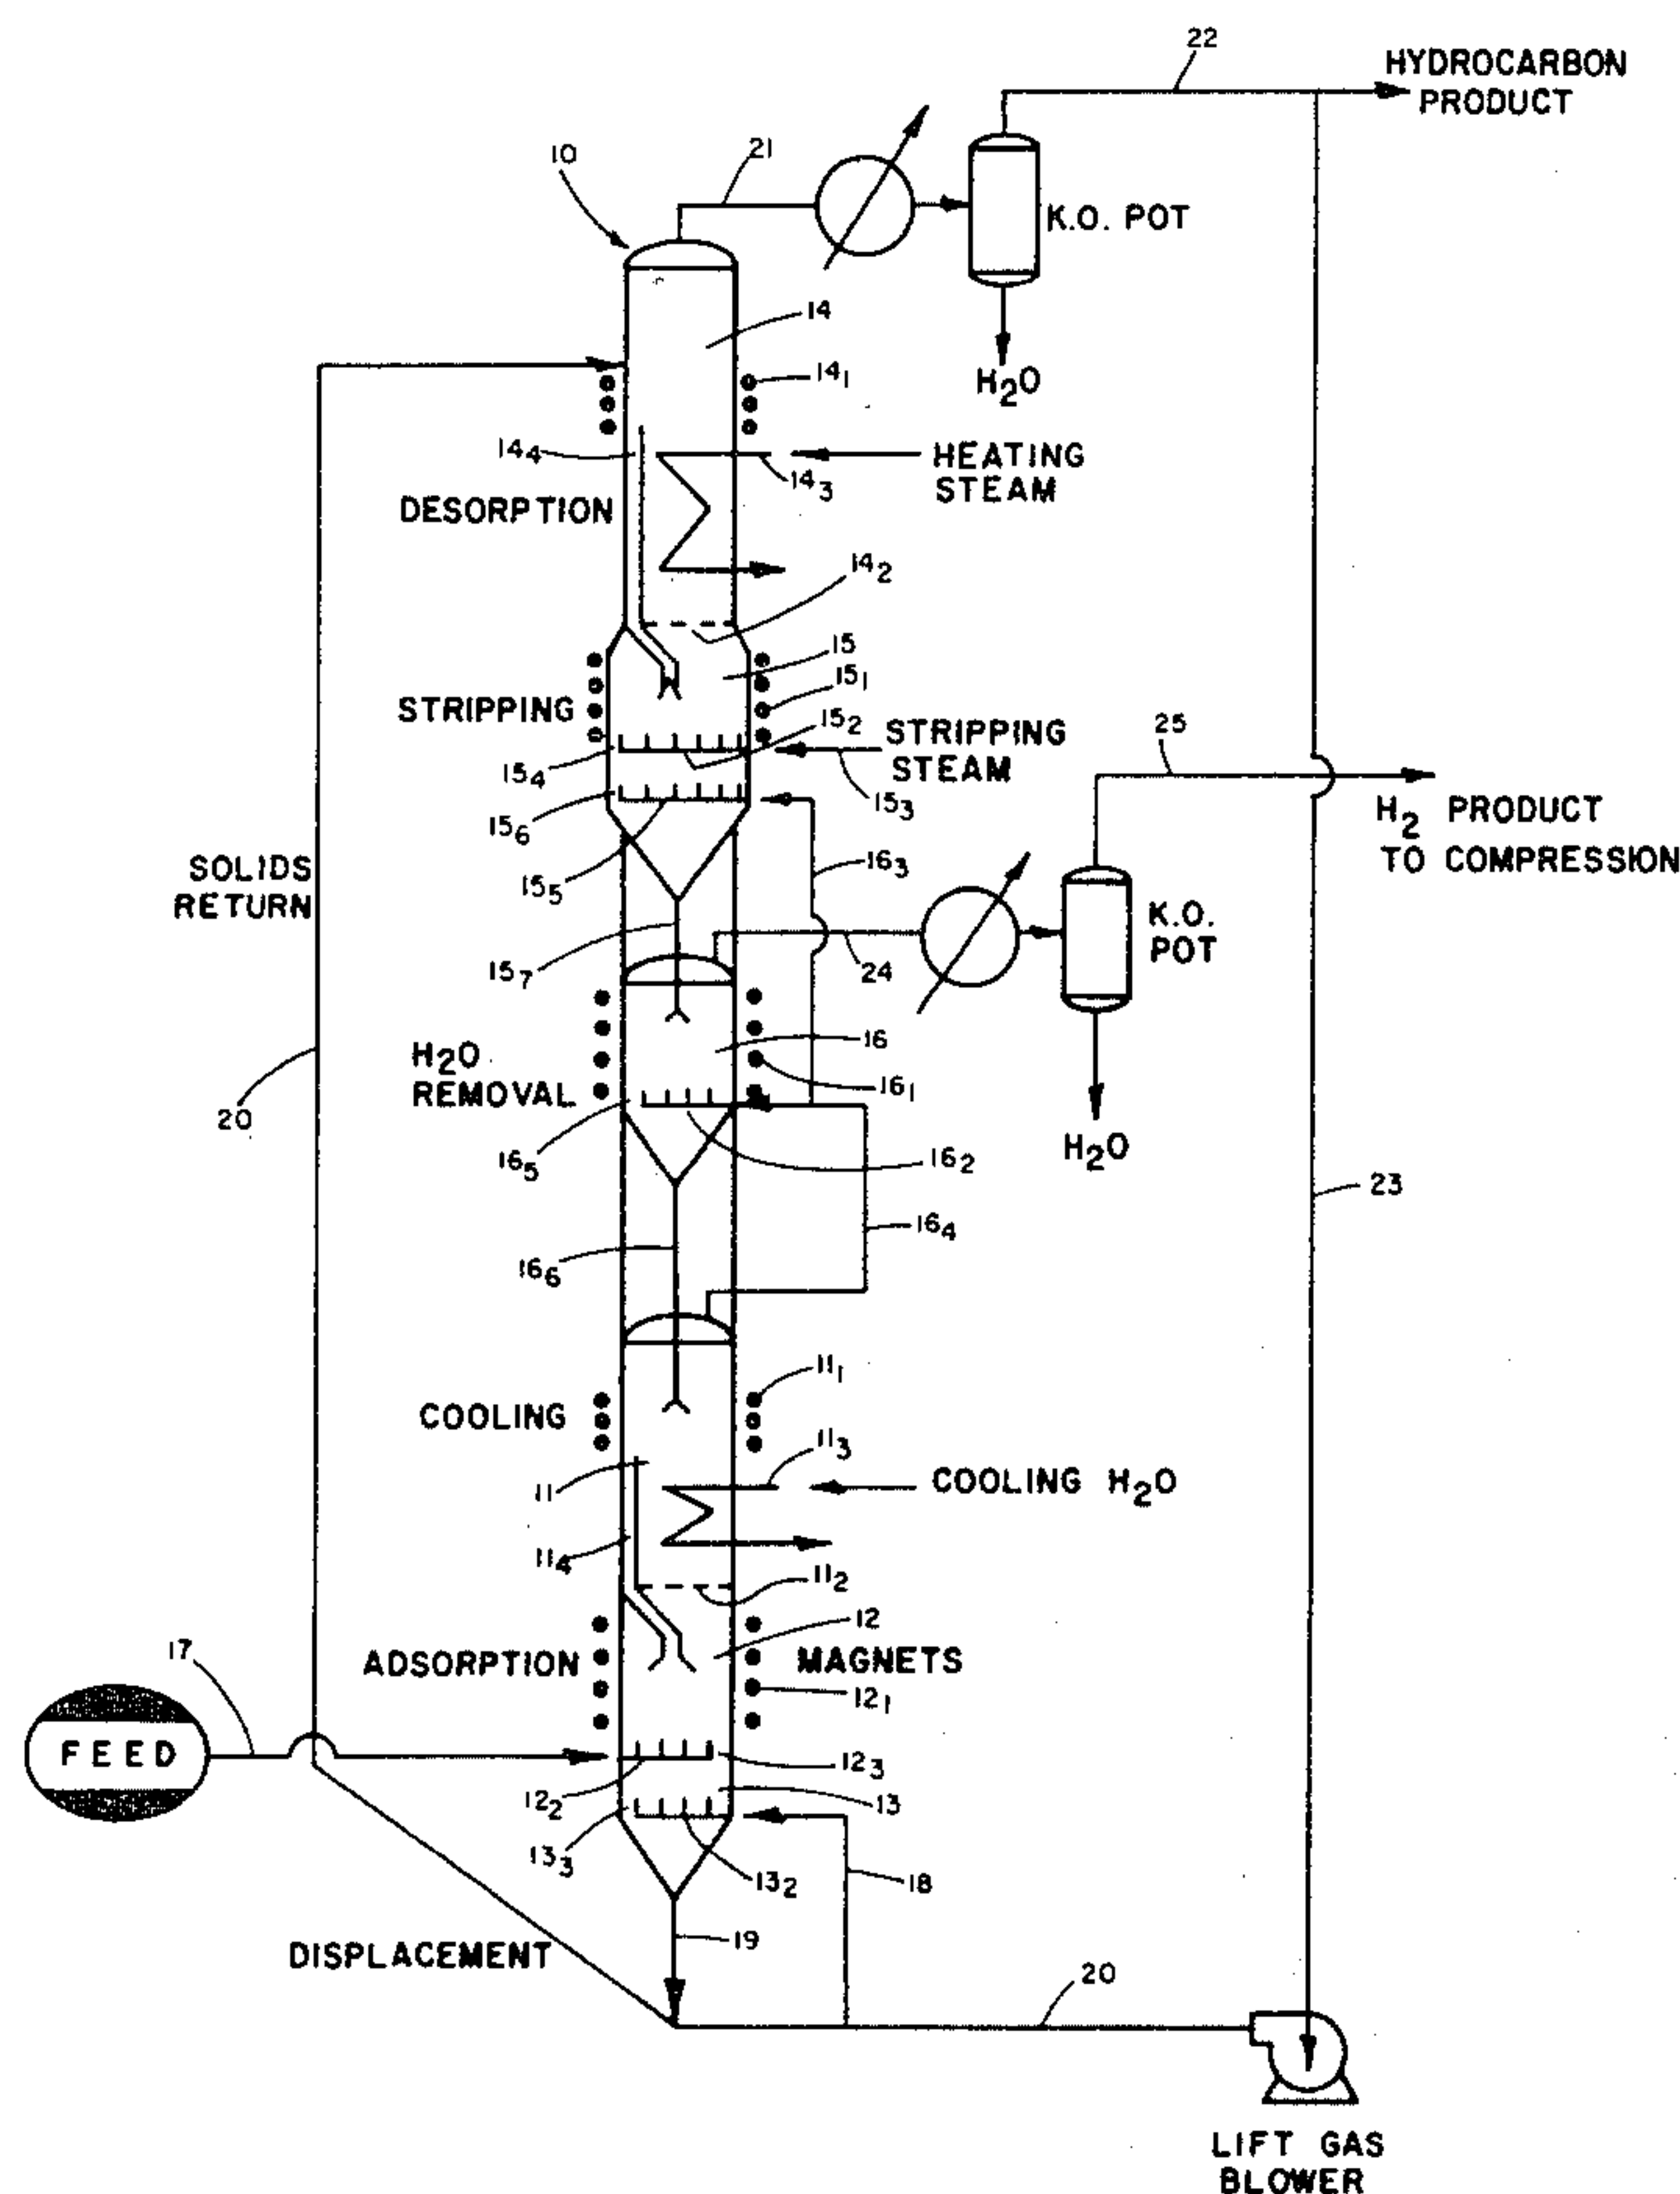 22
HYDROCARBON
PRODUCT
10
21
K.O. POT
14
H2O
141
144
143
HEATING
STEAM
DESORPTION
142
15
151
STRIPPING
152
STRIPPING
STEAM
25
154
153
H2 PRODUCT
TO COMPRESSION
156
SOLIDS
RETURN
155
163
K.O.
POT
157
24
H2O
REMOVAL
16
161
20
H2O
165
162
23
164
166
111
COOLING
113
11
COOLING H2O
114
112
12
17
ADSORPTION
MAGNETS
121
FEED
123
122
13
133
132
18
19
DISPLACEMENT
20
LIFT GAS
BLOWER